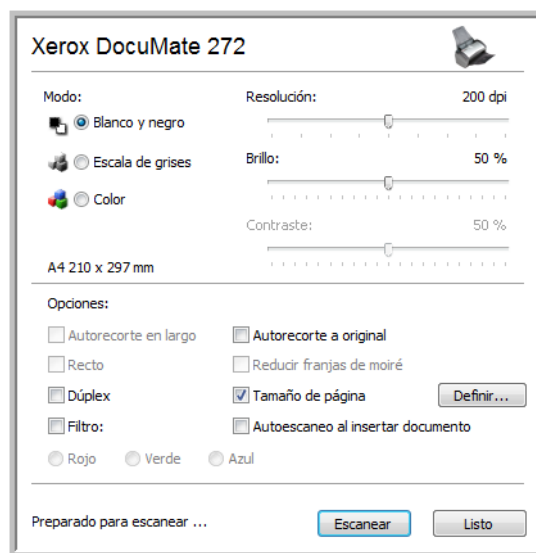 Xerox DocuMate 272
Modo:
Blanco y negro
Escala de grises
Color
A4 210 x 297 mm
Resolución: 200 dpi
Brillo: 50 %
Contraste: 50 %
Opciones:
Autorecorte en largo Autorecorte a original
Recto Reducir franjas de moiré
Dúplex Tamaño de página Definir...
Filtro: Autoescaneo al insertar documento
Rojo Verde Azul
Preparado para escanear ... Escanear Listo